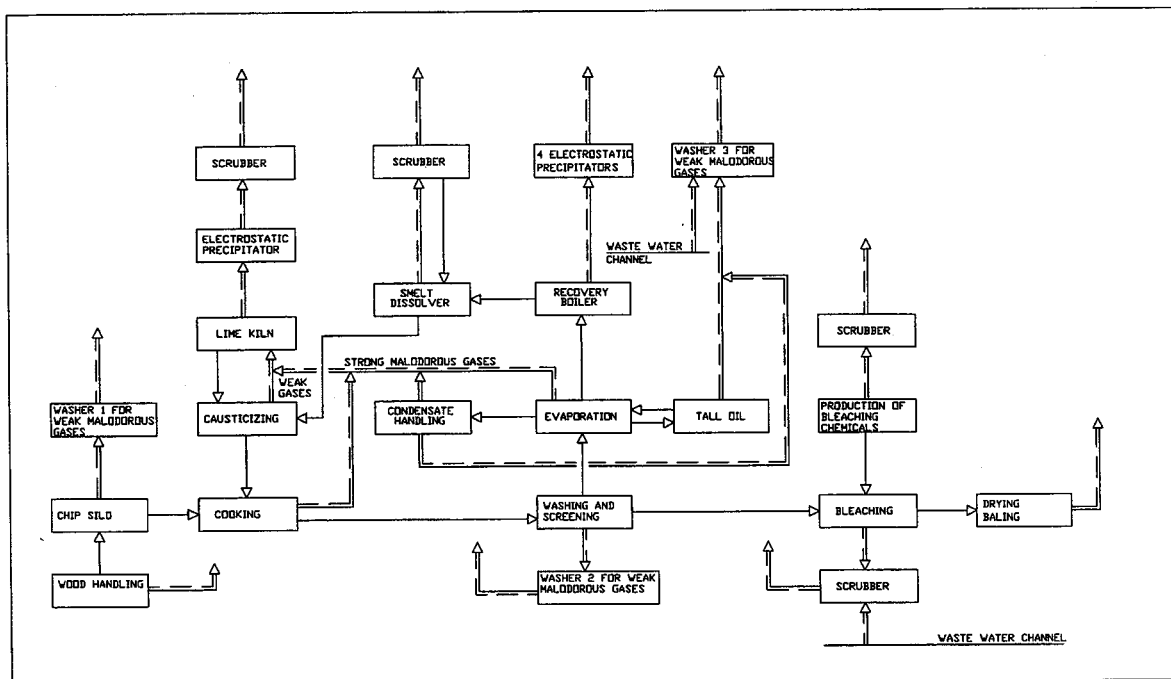 SCRUBBER
SCRUBBER
4 ELECTROSTATIC
PRECIPITATORS
WASHER 3 FOR
WEAK MALODOROUS
GASES
ELECTROSTATIC
PRECIPITATOR
WASTE WATER
CHANNEL
SMELT
DISSOLVER
RECOVERY
BOILER
LIME KILN
SCRUBBER
STRONG MALODOROUS GASES
WEAK
GASES
WASHER 1 FOR
WEAK MALODOROUS
GASES
CAUSTICIZING
CONDENSATE
HANDLING
EVAPORATION
TALL OIL
PRODUCTION OF
BLEACHING
CHEMICALS
CHIP SILO
COOKING
WASHING AND
SCREENING
BLEACHING
DRYING
BALING
WOOD HANDLING
WASHER 2 FOR WEAK
MALODOROUS GASES
SCRUBBER
WASTE WATER CHANNEL